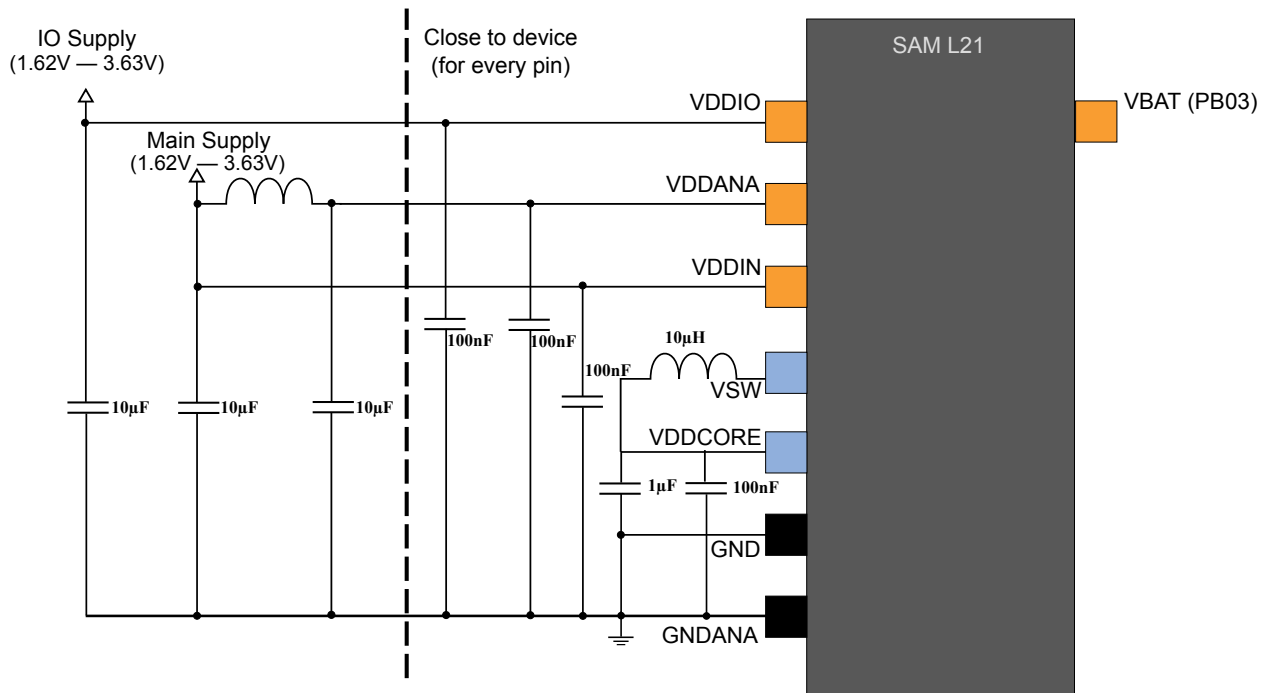 IO Supply
(1.62V — 3.63V)
Close to device
(for every pin)
SAM L21
VDDIO
VBAT (PB03)
Main Supply
(1.62V — 3.63V)
VDDANA
VDDIN
100nF
100nF
10µH
100nF
VSW
10µF
10µF
10µF
VDDCORE
1µF
100nF
GND
GNDANA